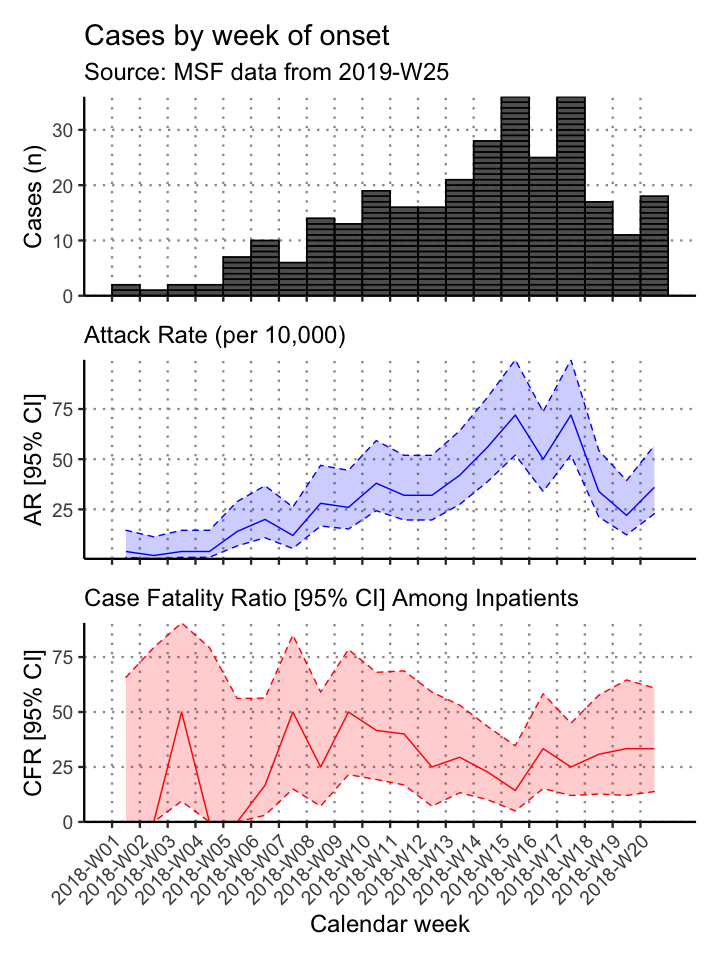 Cases by week of onset
Source: MSF data from 2019-W25
Cases (n)
30
20
10
0
Attack Rate (per 10,000)
AR [95% CI]
75
50
25
Case Fatality Ratio [95% CI] Among Inpatients
CFR [95% CI]
75
50
25
0
2018-W01
2018-W02
2018-W03
2018-W04
2018-W05
2018-W06
2018-W07
2018-W08
2018-W09
2018-W10
2018-W11
2018-W12
2018-W13
2018-W14
2018-W15
2018-W16
2018-W17
2018-W18
2018-W19
2018-W20
Calendar week